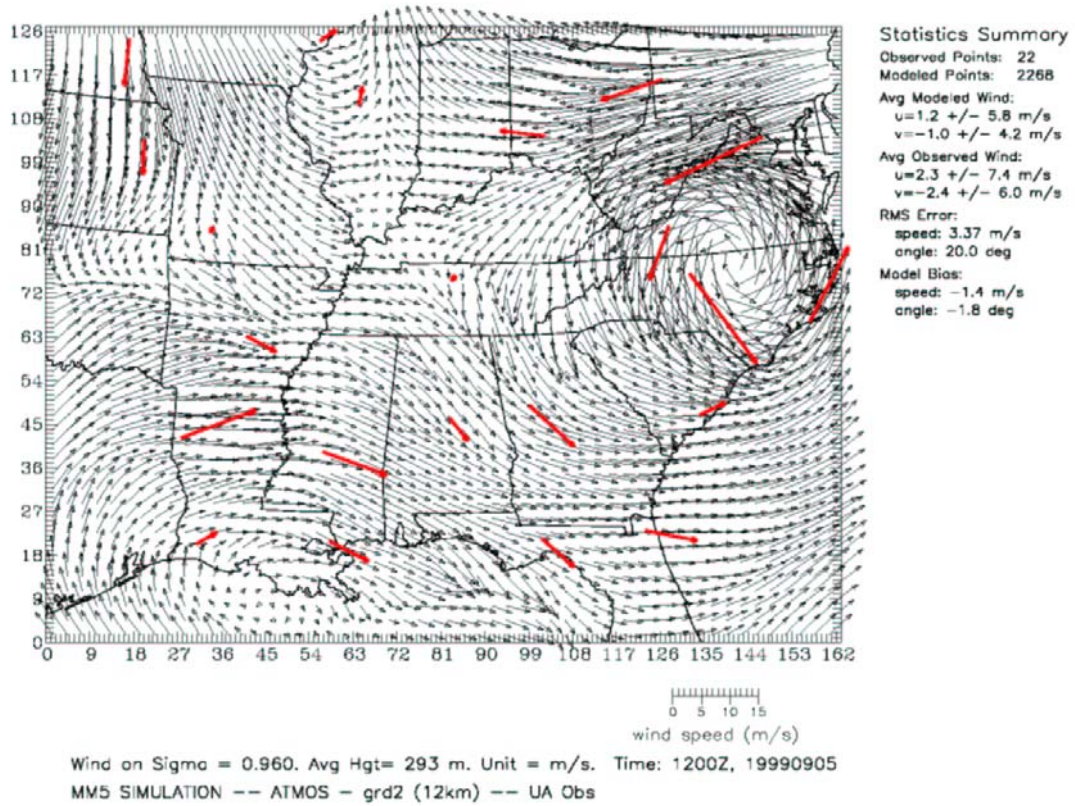 126
117
108
99
90
81
72
63
54
45
36
27
18
9
0
0 9 18 27 36 45 54 63 72 81 90 99 108 117 126 135 144 153 162
Statistics Summary
Observed Points: 22
Modeled Points: 2268
Avg Modeled Wind:
u=1.2 +/- 5.8 m/s
v=-1.0 +/- 4.2 m/s
Avg Observed Wind:
u=2.3 +/- 7.4 m/s
v=-2.4 +/- 6.0 m/s
RMS Error:
speed: 3.37 m/s
angle: 20.0 deg
Model Bias:
speed: -1.4 m/s
angle: -1.8 deg
0 5 10 15
wind speed (m/s)
Wind on Sigma = 0.960. Avg Hgt= 293 m. Unit = m/s. Time: 1200Z, 19990905
MM5 SIMULATION -- ATMOS - grd2 (12km) -- UA Obs